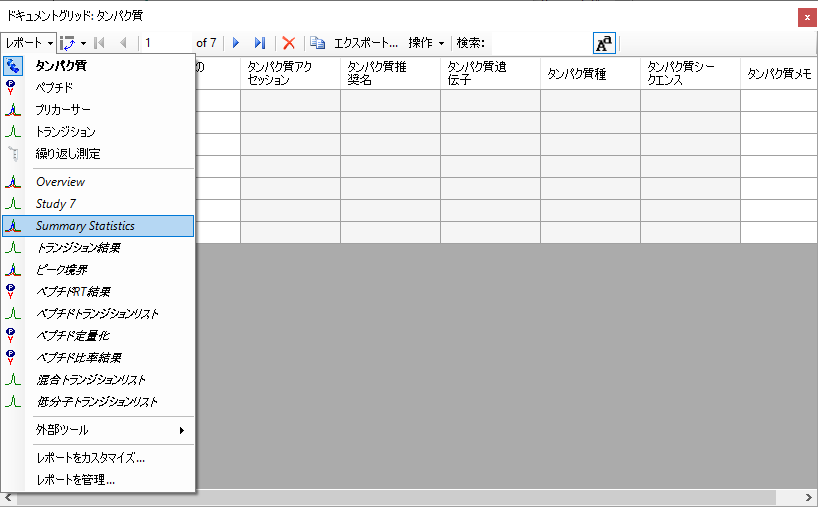 ドキュメントグリッド: タンパク質
レポート 1 of 7 エクスポート... 操作 検索: Aa
の タンパク質アク
セッション タンパク質推
奨名 タンパク質遺
伝子 タンパク質種 タンパク質シー
クエンス タンパク質メモ
タンパク質
ペプチド
プリカーサー
トランジション
繰り返し測定
Overview
Study 7
Summary Statistics
トランジション結果
ピーク境界
ペプチドRT結果
ペプチドトランジションリスト
ペプチド定量化
ペプチド比率結果
混合トランジションリスト
低分子トランジションリスト
外部ツール
レポートをカスタマイズ...
レポートを管理...